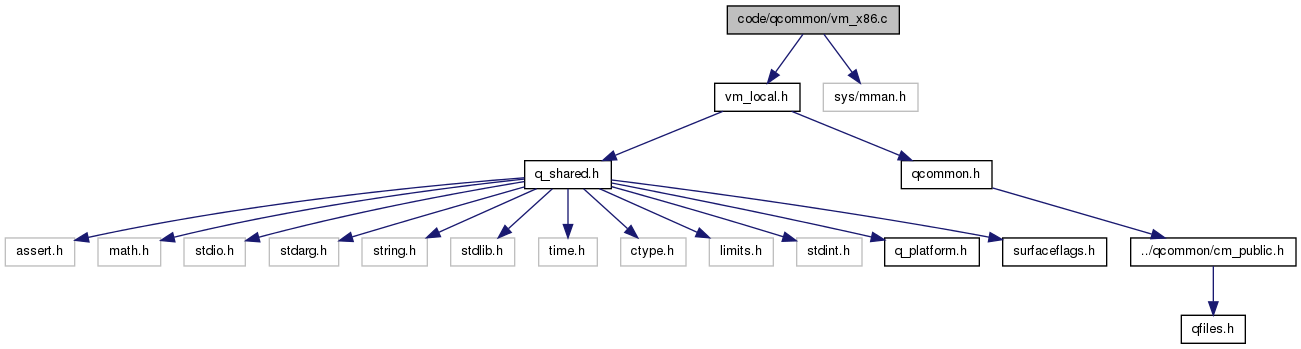 code/qcommon/vm_x86.c
vm_local.h
sys/mman.h
q_shared.h
qcommon.h
assert.h
math.h
stdio.h
stdarg.h
string.h
stdlib.h
time.h
ctype.h
limits.h
stdint.h
q_platform.h
surfaceflags.h
../qcommon/cm_public.h
qfiles.h